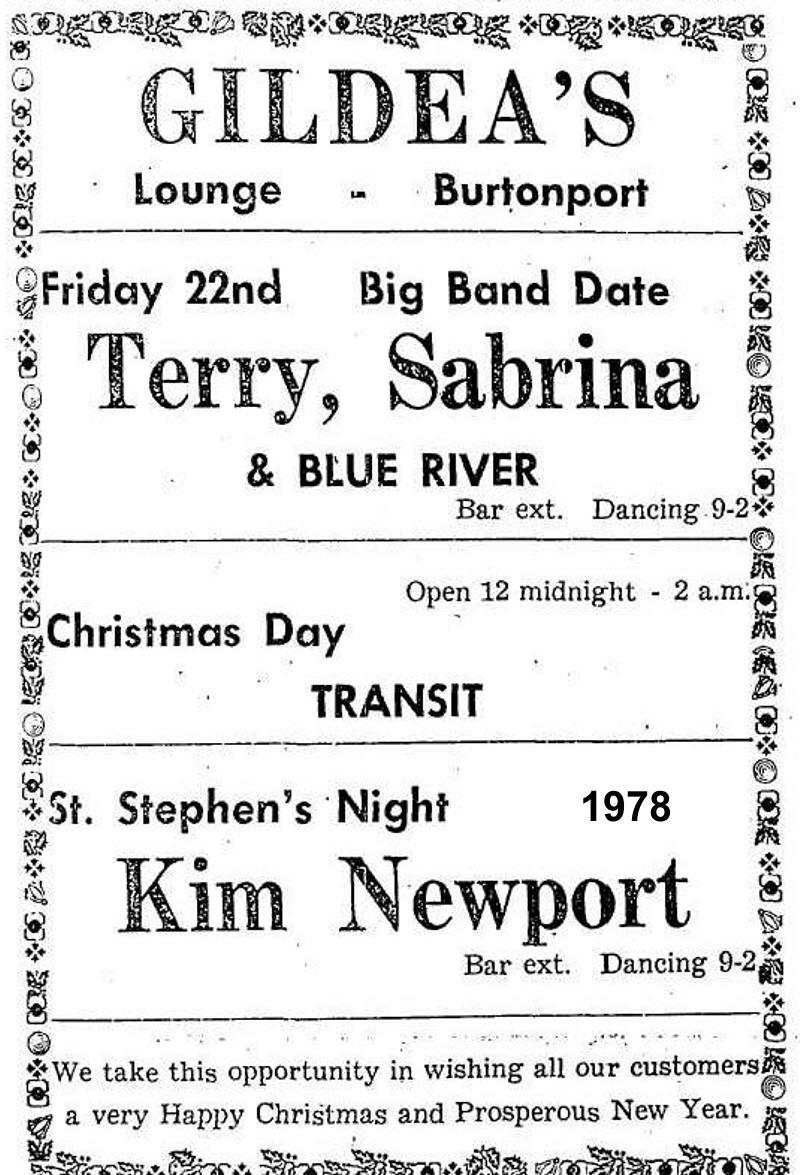 GILDEA'S
Lounge - Burtonport
Friday 22nd Big Band Date
Terry, Sabrina
& BLUE RIVER
Bar ext. Dancing 9-2
Open 12 midnight - 2 a.m.
Christmas Day
TRANSIT
St. Stephen's Night 1978
Kim Newport
Bar ext. Dancing 9-2
We take this opportunity in wishing all our customers
a very Happy Christmas and Prosperous New Year.